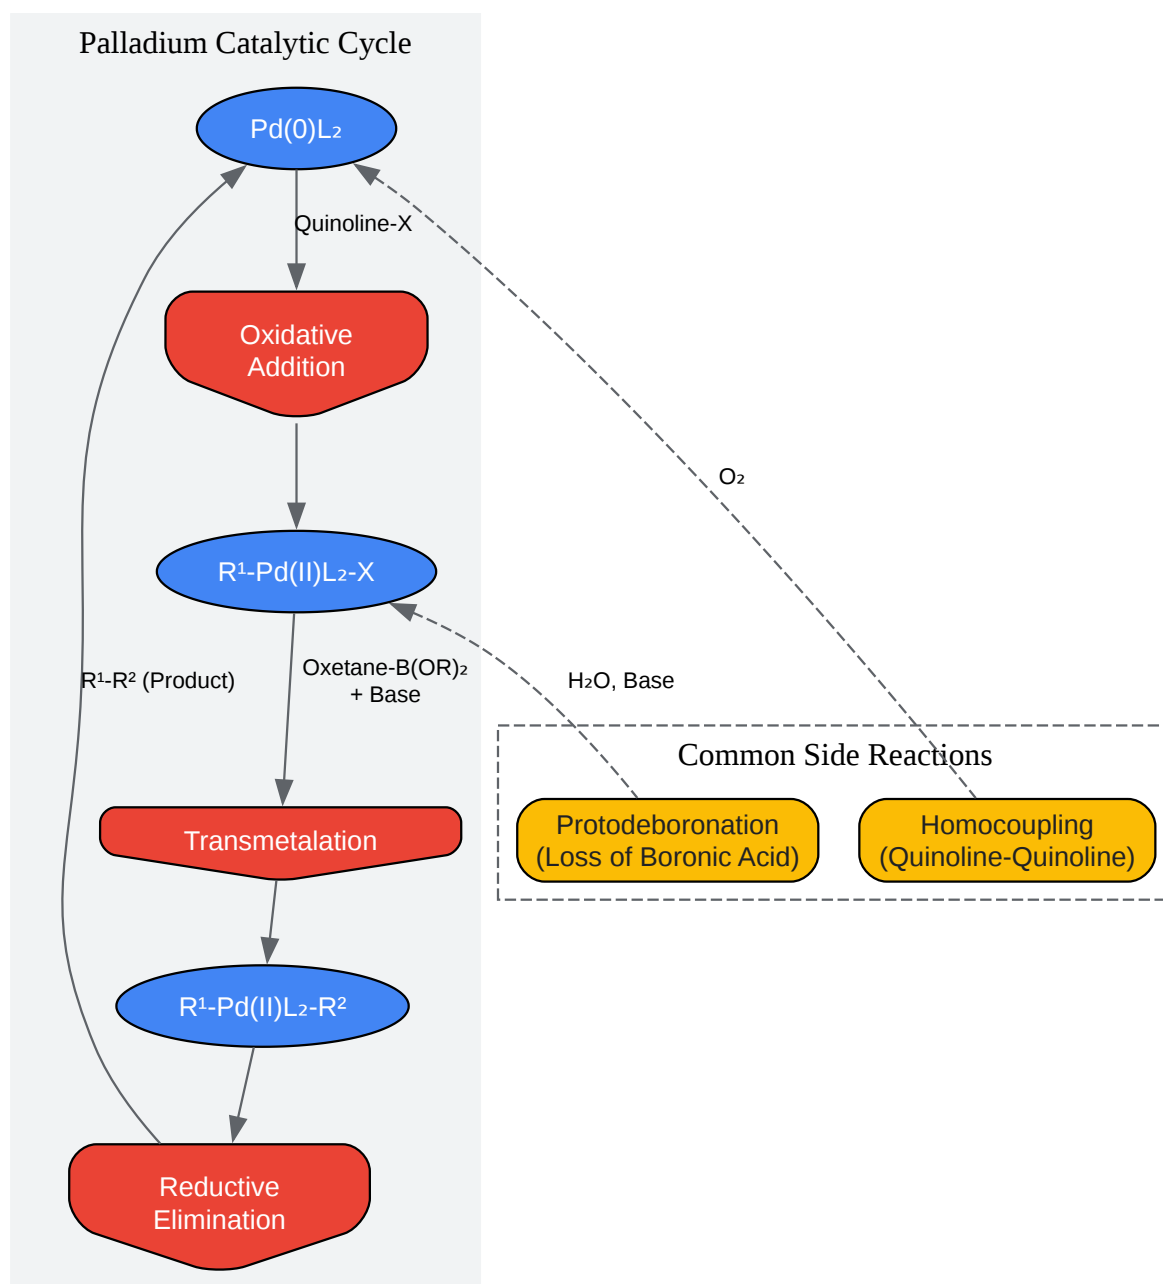 Palladium Catalytic Cycle
Pd(0)L₂
Quinoline-X
Oxidative
Addition
O₂
R¹-Pd(II)L₂-X
Oxetane-B(OR)₂
+ Base
R¹-R² (Product)
H₂O, Base
Common Side Reactions
Transmetalation
Protodeboronation
(Loss of Boronic Acid)
Homocoupling
(Quinoline-Quinoline)
R¹-Pd(II)L₂-R²
Reductive
Elimination